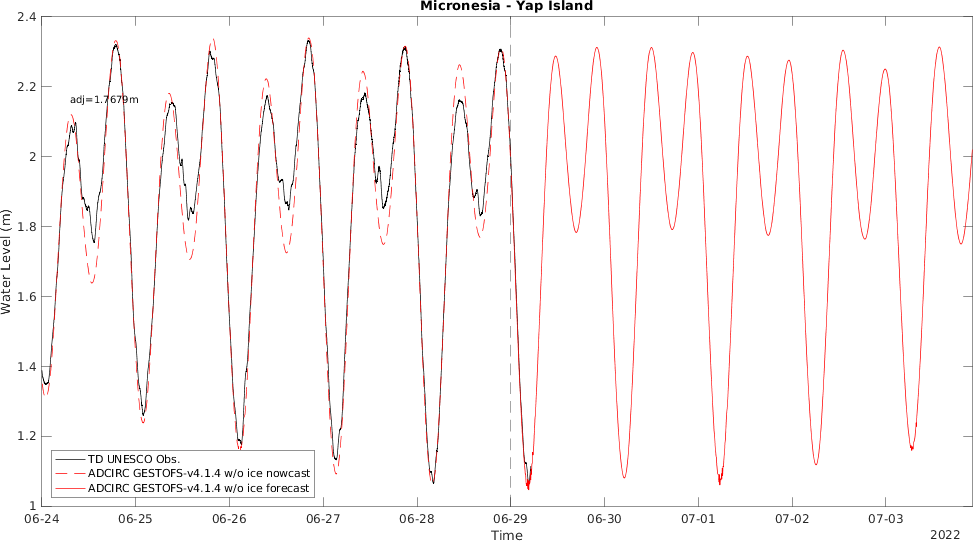 Micronesia - Yap Island
2.4
2.2
2
1.8
1.6
1.4
1.2
1
Water Level (m)
adj=1.7679m
TD UNESCO Obs.
ADCIRC GESTOFS-v4.1.4 w/o ice nowcast
ADCIRC GESTOFS-v4.1.4 w/o ice forecast
06-24 06-25 06-26 06-27 06-28 06-29 06-30 07-01 07-02 07-03
Time
2022